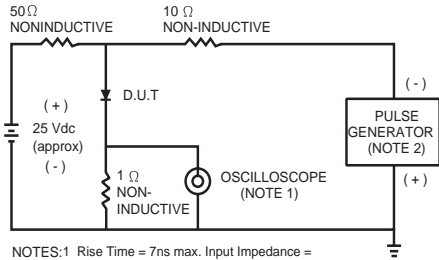 50Ω
NONINDUCTIVE
10 Ω
NON-INDUCTIVE
( + )
25 Vdc
(approx)
( - )
D.U.T
1 Ω
NON-
INDUCTIVE
OSCILLOSCOPE
(NOTE 1)
( - )
PULSE
GENERATOR
(NOTE 2)
( + )
NOTES:1 Rise Time = 7ns max. Input Impedance =